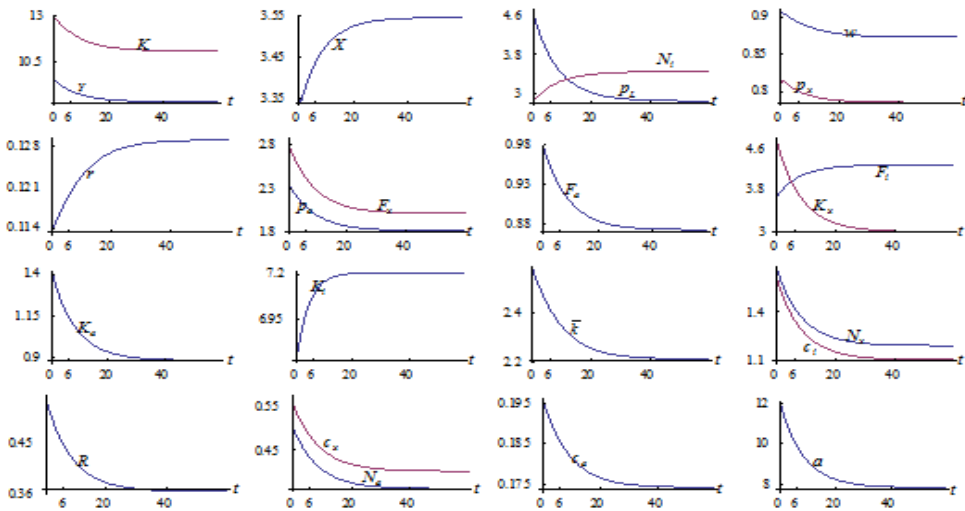 13 3.55 4.6 0.9
K X N_i w
10.5 3.45 3.8 0.85
Y p_L p_x
3.35 3 0.8
0 6 20 40 t 0 6 20 40 t 0 6 20 40 t 0 6 20 40 t
0.128 2.8 0.98 4.6
r F_a F_i
0.121 2.3 0.93 3.8
F_x K_x
0.114 1.8 0.88 3
0 6 20 40 t 0 6 20 40 t 0 6 20 40 t 0 6 20 40 t
1.4 7.2 1.4
K_i k̄
1.15 6.95 2.4 N_x
K_a c_i
0.9 2.2 1.1
0 6 20 40 t 0 6 20 40 t 0 6 20 40 t 0 6 20 40 t
0.55 0.195 12
0.45 c_x 0.185 10
R 0.45 c_a a
N_a
0.36 0.175 8
0 6 20 40 t 0 6 20 40 t 0 6 20 40 t 0 6 20 40 t